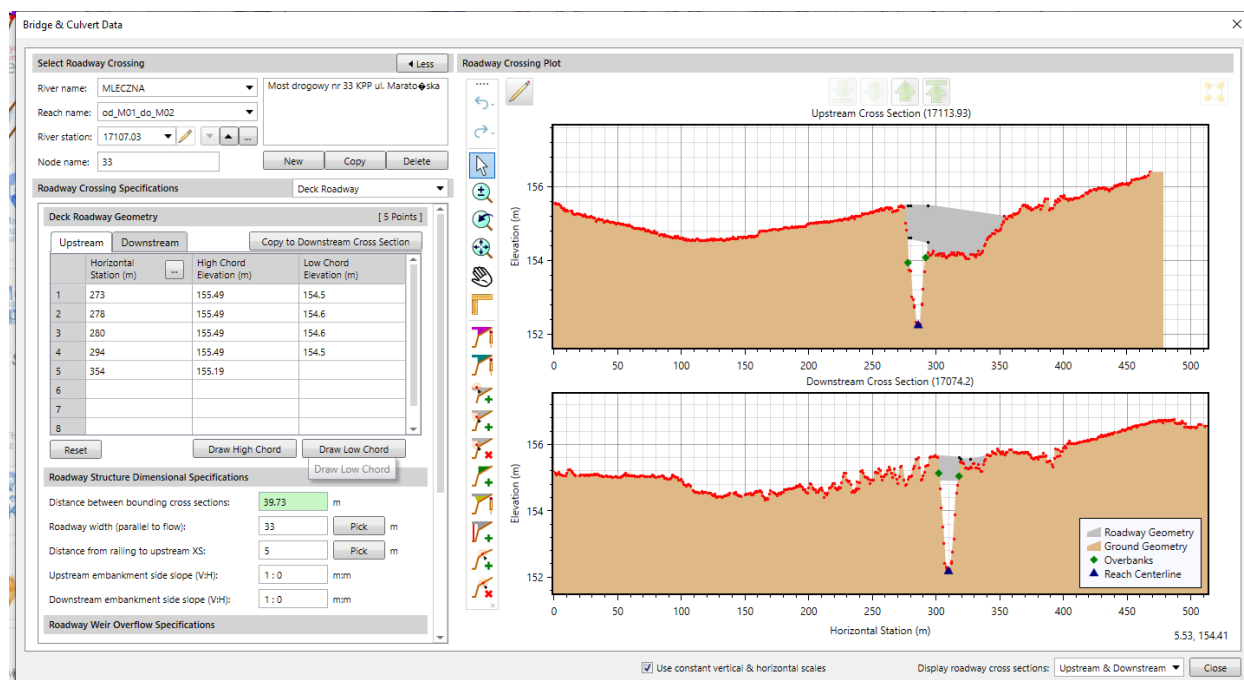 Bridge & Culvert Data
Select Roadway Crossing
Less
River name: MLECZNA
Most drogowy nr 33 KPP ul. Marato�ska
Reach name: od_M01_do_M02
River station: 17107.03
...
Node name: 33
New Copy Delete
Roadway Crossing Specifications Deck Roadway
Deck Roadway Geometry [ 5 Points ]
Upstream Downstream Copy to Downstream Cross Section
Horizontal Station (m) ... High Chord Elevation (m) Low Chord Elevation (m)
1 273 155.49 154.5
2 278 155.49 154.6
3 280 155.49 154.6
4 294 155.49 154.5
5 354 155.19
6
7
8
Reset Draw High Chord Draw Low Chord
Draw Low Chord
Roadway Structure Dimensional Specifications
Distance between bounding cross sections: 39.73 m
Roadway width (parallel to flow): 33 Pick m
Distance from railing to upstream XS: 5 Pick m
Upstream embankment side slope (V:H): 1 : 0 m:m
Downstream embankment side slope (V:H): 1 : 0 m:m
Roadway Weir Overflow Specifications
Roadway Crossing Plot
Upstream Cross Section (17113.93)
Elevation (m)
156
154
152
0 50 100 150 200 250 300 350 400 450 500
Downstream Cross Section (17074.2)
Elevation (m)
156
154
152
Roadway Geometry
Ground Geometry
Overbanks
Reach Centerline
0 50 100 150 200 250 300 350 400 450 500
Horizontal Station (m)
5.53, 154.41
Use constant vertical & horizontal scales
Display roadway cross sections: Upstream & Downstream
Close